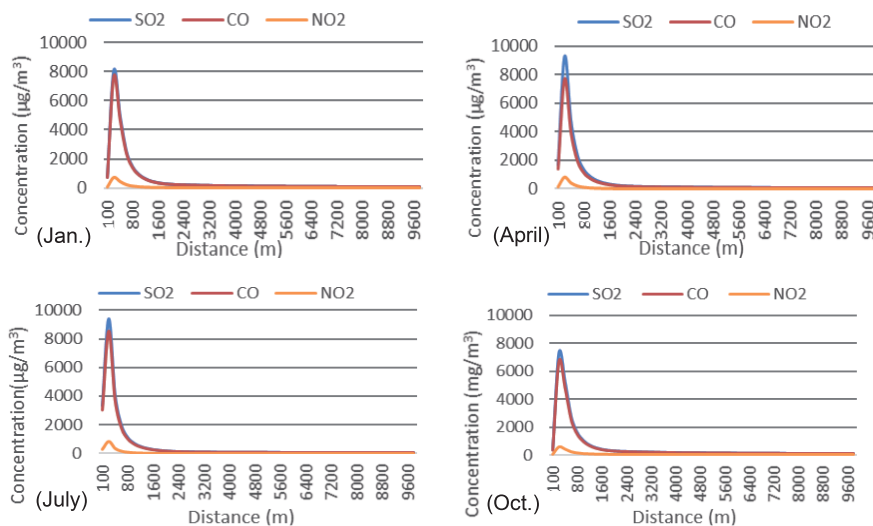 SO2 CO NO2
10000
8000
6000
4000
2000
0
Concentration (µg/m³)
100 800 1600 2400 3200 4000 4800 5600 6400 7200 8000 8800 9600
(Jan.) Distance (m)
SO2 CO NO2
10000
8000
6000
4000
2000
0
Concentration (µg/m³)
100 800 1600 2400 3200 4000 4800 5600 6400 7200 8000 8800 9600
(April) Distance (m)
SO2 CO NO2
10000
8000
6000
4000
2000
0
Concentration(µg/m³)
100 800 1600 2400 3200 4000 4800 5600 6400 7200 8000 8800 9600
(July) Distance (m)
SO2 CO NO2
10000
8000
6000
4000
2000
0
Concentration (mg/m³)
100 800 1600 2400 3200 4000 4800 5600 6400 7200 8000 8800 9600
(Oct.) Distance (m)